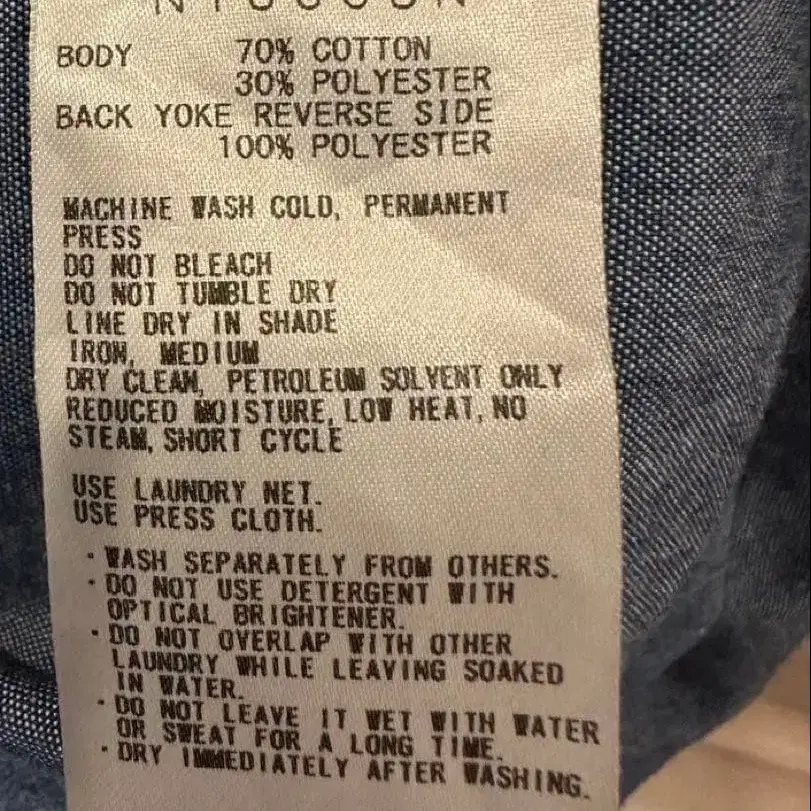 BODY 70% COTTON
30% POLYESTER
BACK YOKE REVERSE SIDE
100% POLYESTER
MACHINE WASH COLD, PERMANENT
PRESS
DO NOT BLEACH
DO NOT TUMBLE DRY
LINE DRY IN SHADE
IRON, MEDIUM
DRY CLEAN, PETROLEUM SOLVENT ONLY
REDUCED MOISTURE, LOW HEAT, NO
STEAM, SHORT CYCLE
USE LAUNDRY NET.
USE PRESS CLOTH.
・WASH SEPARATELY FROM OTHERS.
・DO NOT USE DETERGENT WITH
OPTICAL BRIGHTENER.
・DO NOT OVERLAP WITH OTHER
LAUNDRY WHILE LEAVING SOAKED
IN WATER.
・DO NOT LEAVE IT WET WITH WATER
OR SWEAT FOR A LONG TIME.
・DRY IMMEDIATELY AFTER WASHING.